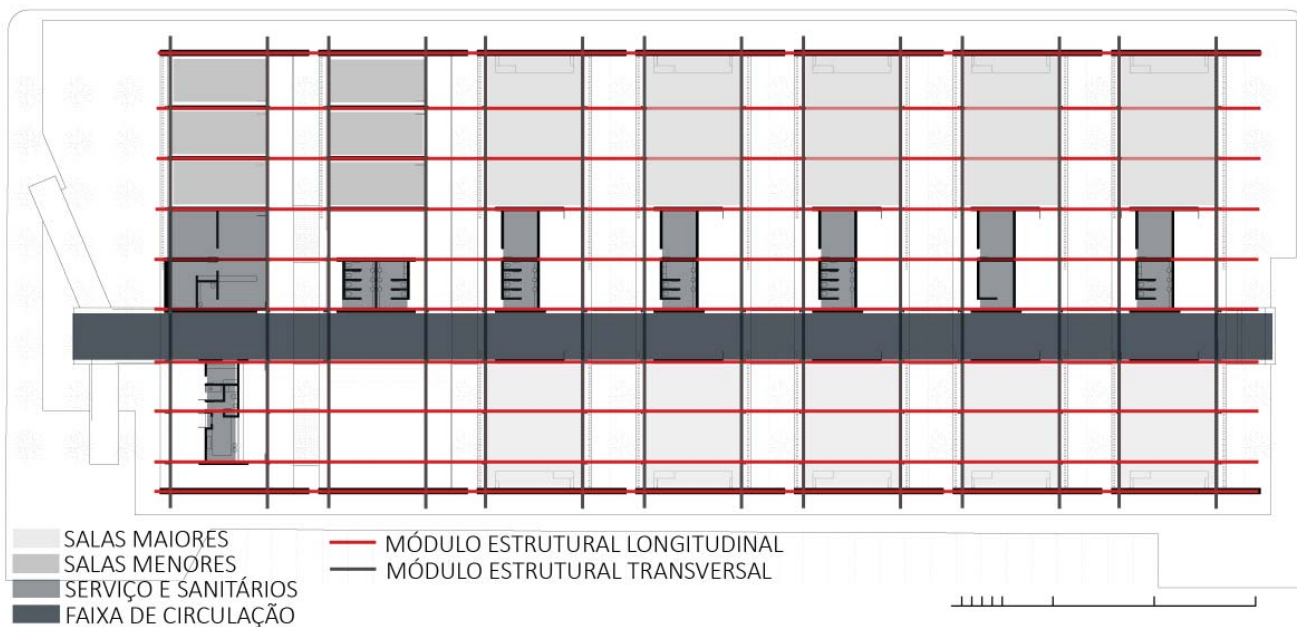 SALAS MAIORES
SALAS MENORES
SERVIÇO E SANITÁRIOS
FAIXA DE CIRCULAÇÃO
MÓDULO ESTRUTURAL LONGITUDINAL
MÓDULO ESTRUTURAL TRANSVERSAL